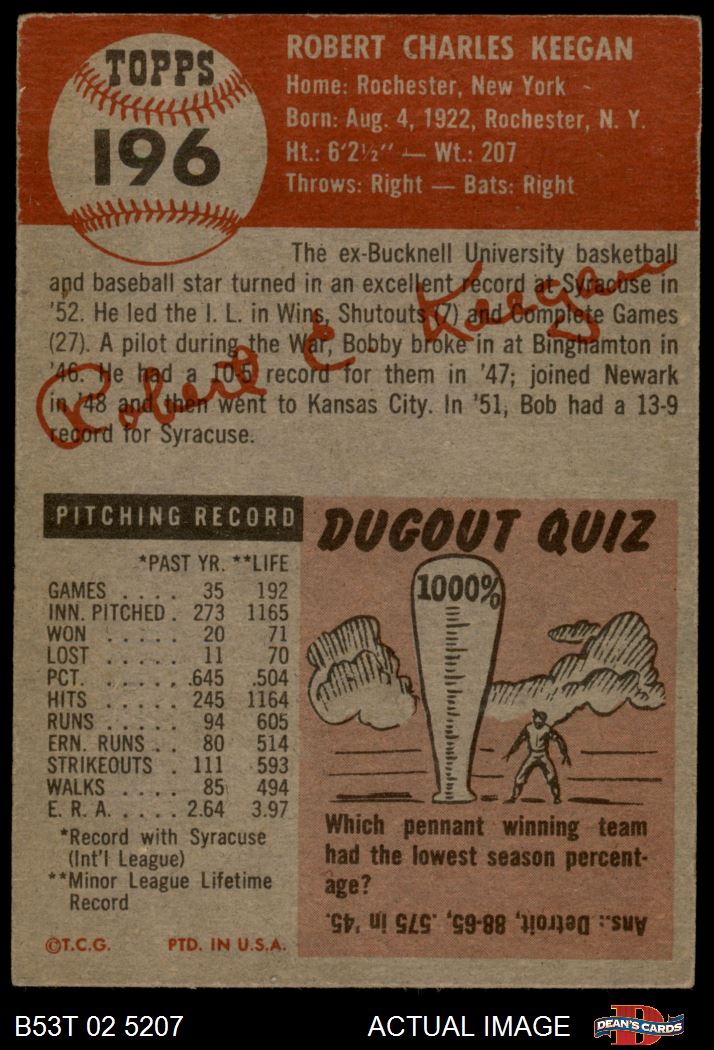 TOPPS
196
ROBERT CHARLES KEEGAN
Home: Rochester, New York
Born: Aug. 4, 1922, Rochester, N. Y.
Ht.: 6'2½" — Wt.: 207
Throws: Right — Bats: Right
The ex-Bucknell University basketball
and baseball star turned in an excellent record at Syracuse in
'52. He led the I. L. in Wins, Shutouts (7) and Complete Games
(27). A pilot during the War, Bobby broke in at Binghamton in
'46. He had a 10-5 record for them in '47; joined Newark
in '48 and then went to Kansas City. In '51, Bob had a 13-9
record for Syracuse.
Robert C. Keegan
PITCHING RECORD
*PAST YR. **LIFE
GAMES . . . . 35 192
INN. PITCHED . 273 1165
WON . . . . . 20 71
LOST . . . . . 11 70
PCT. . . . . . .645 .504
HITS . . . . . 245 1164
RUNS . . . . . 94 605
ERN. RUNS . . 80 514
STRIKEOUTS . 111 593
WALKS . . . . 85 494
E. R. A. . . . . 2.64 3.97
*Record with Syracuse
(Int'l League)
**Minor League Lifetime
Record
©T.C.G. PTD. IN U.S.A.
DUGOUT QUIZ
1000%
Which pennant winning team
had the lowest season percent-
age?
Ans.: Detroit, 88-65, .575 in '45.
B53T 02 5207 ACTUAL IMAGE
D
DEAN'S CARDS